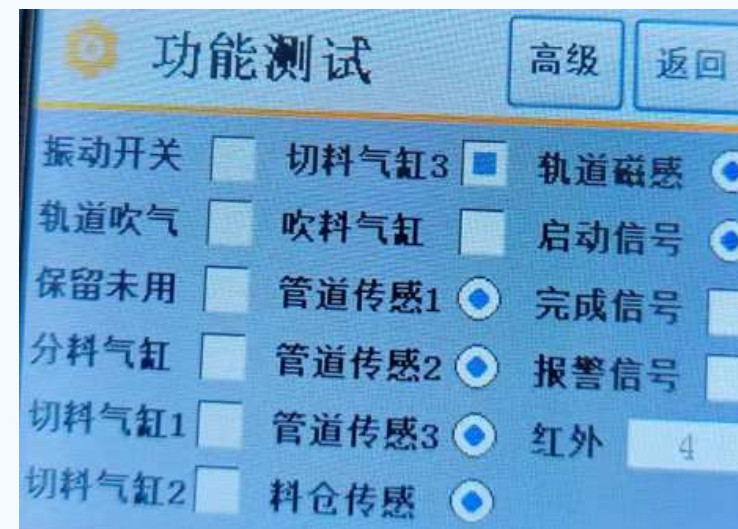 功能测试 高级 返回
振动开关 切料气缸3 轨道磁感
轨道吹气 吹料气缸 启动信号
保留未用 管道传感1 完成信号
分料气缸 管道传感2 报警信号
切料气缸1 管道传感3 红外 4
切料气缸2 料仓传感